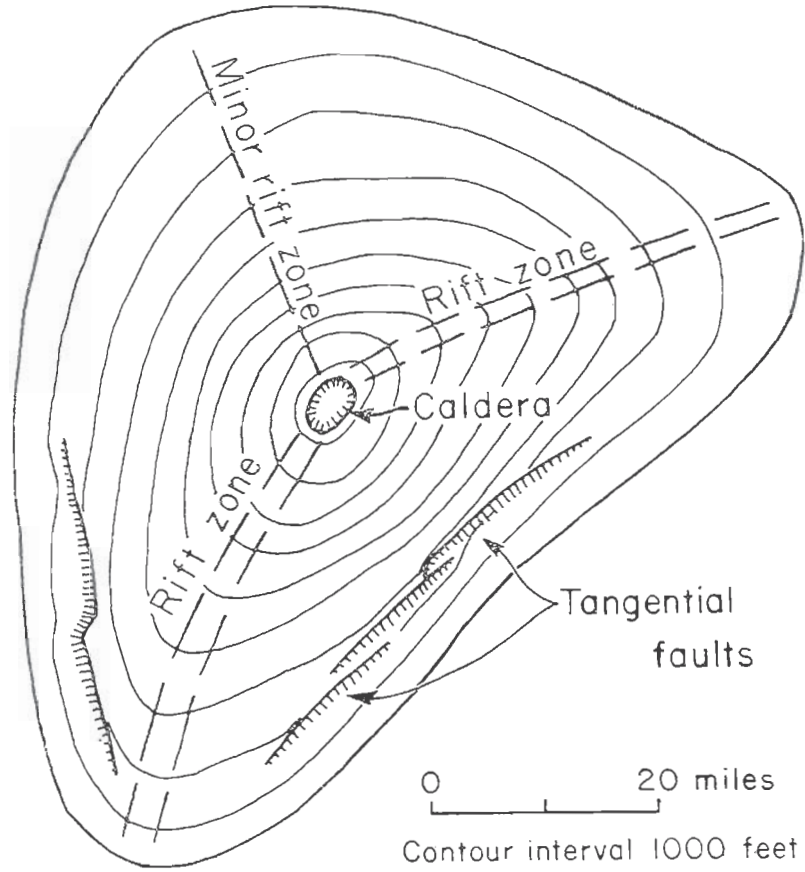 Minor rift zone
Rift zone
Caldera
Rift zone
Tangential
faults
0 20 miles
Contour interval 1000 feet